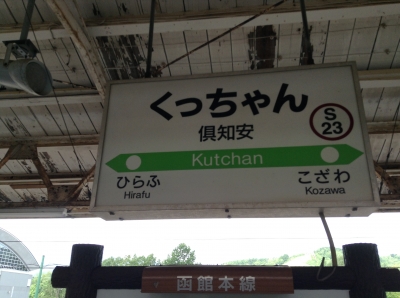 くっちゃん
倶知安
S
23
Kutchan
ひらふ
Hirafu
こざわ
Kozawa
函館本線